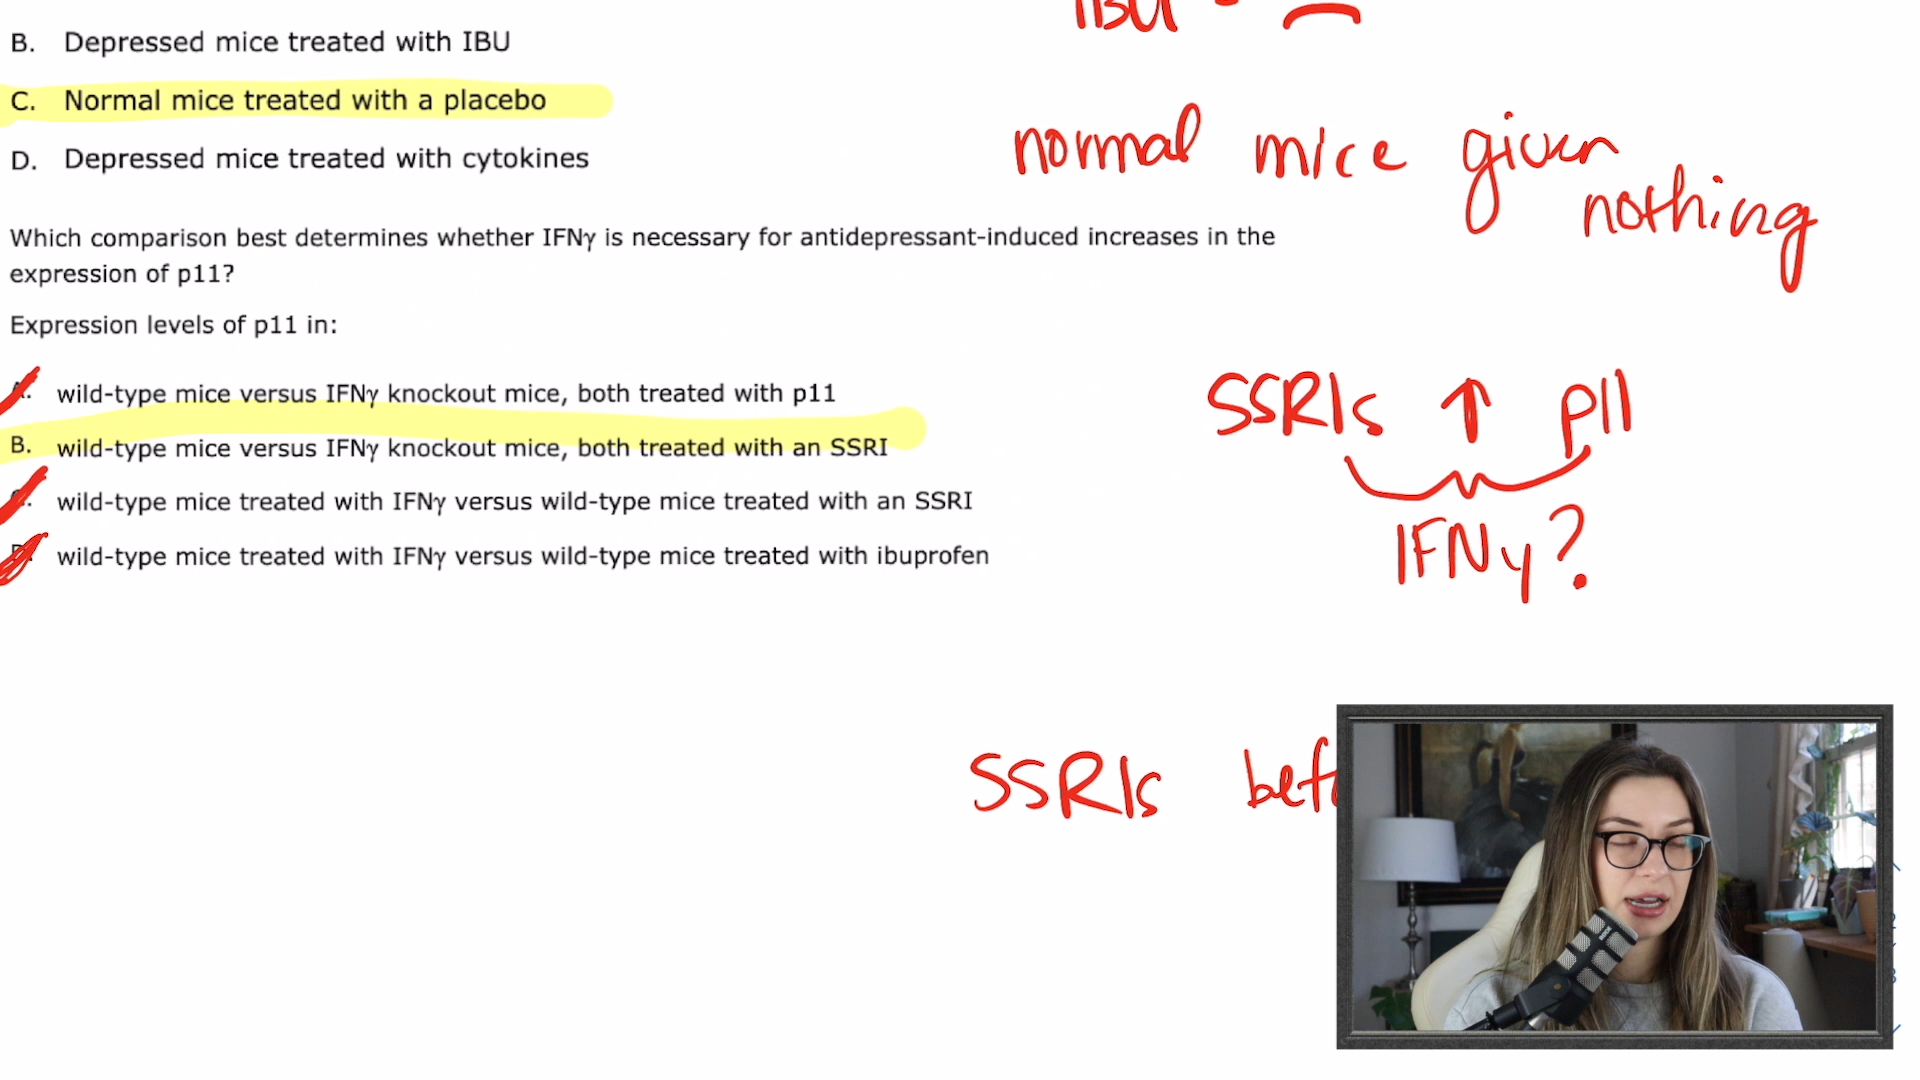 IBU -
B. Depressed mice treated with IBU
C. Normal mice treated with a placebo
D. Depressed mice treated with cytokines
normal mice given
nothing
Which comparison best determines whether IFNγ is necessary for antidepressant-induced increases in the
expression of p11?
Expression levels of p11 in:
wild-type mice versus IFNγ knockout mice, both treated with p11
B. wild-type mice versus IFNγ knockout mice, both treated with an SSRI
wild-type mice treated with IFNγ versus wild-type mice treated with an SSRI
wild-type mice treated with IFNγ versus wild-type mice treated with ibuprofen
SSRIs ↑ p11
IFNγ?
SSRIs